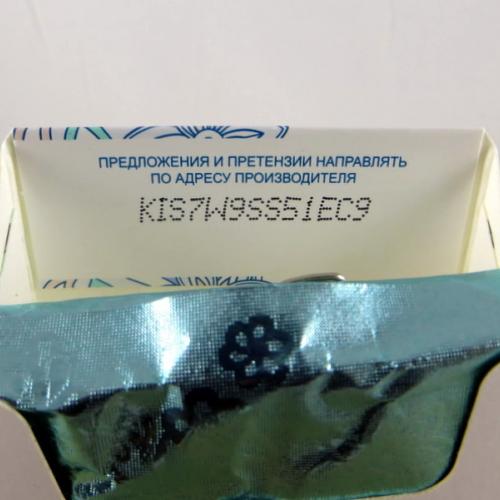 ПРЕДЛОЖЕНИЯ И ПРЕТЕНЗИИ НАПРАВЛЯТЬ
ПО АДРЕСУ ПРОИЗВОДИТЕЛЯ
KIS7W9SS51EC9